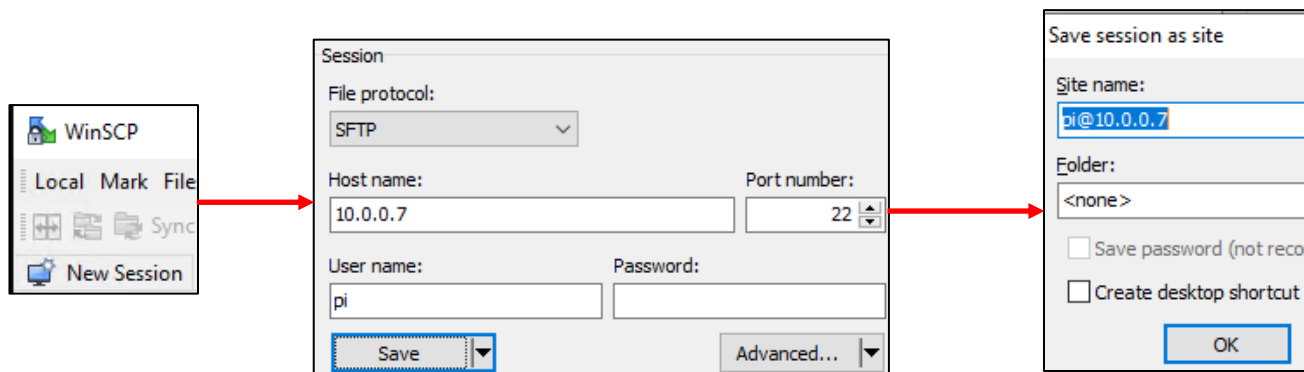 WinSCP
Local Mark File
Sync
New Session
Session
File protocol:
SFTP
Host name:
Port number:
10.0.0.7
22
User name:
Password:
pi
Save
Advanced...
Save session as site
Site name:
pi@10.0.0.7
Folder:
<none>
Save password (not reco
Create desktop shortcut
OK